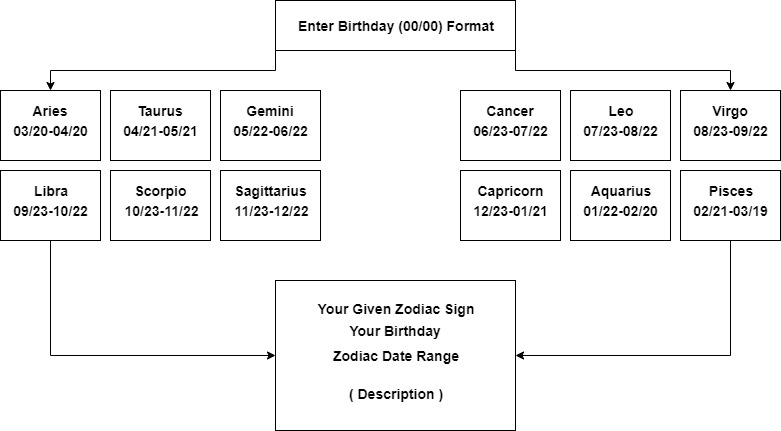 Enter Birthday (00/00) Format
Aries
03/20-04/20
Taurus
04/21-05/21
Gemini
05/22-06/22
Cancer
06/23-07/22
Leo
07/23-08/22
Virgo
08/23-09/22
Libra
09/23-10/22
Scorpio
10/23-11/22
Sagittarius
11/23-12/22
Capricorn
12/23-01/21
Aquarius
01/22-02/20
Pisces
02/21-03/19
Your Given Zodiac Sign
Your Birthday
Zodiac Date Range
( Description )